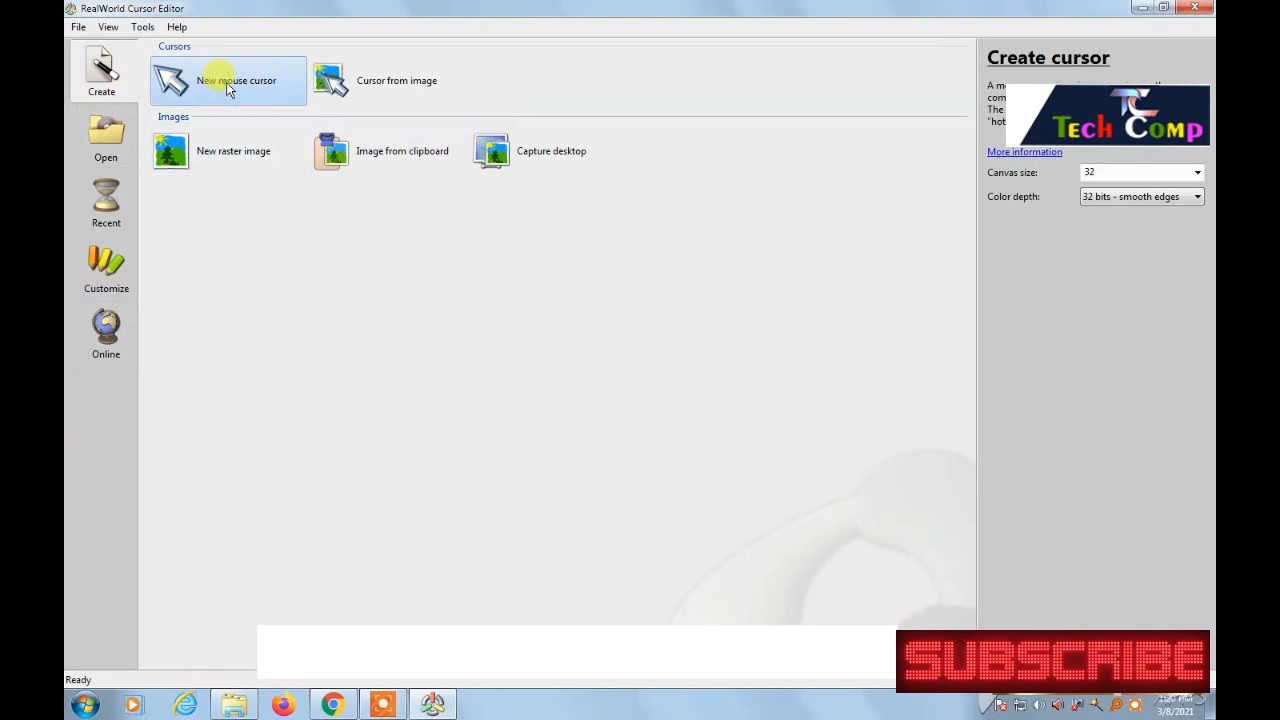 RealWorld Cursor Editor
File View Tools Help
Cursors
Create
New mouse cursor
Cursor from image
Images
New raster image
Image from clipboard
Capture desktop
Open
Recent
Customize
Online
Create cursor
Tech Comp
More information
Canvas size: 32
Color depth: 32 bits - smooth edges
SUBSCRIBE
Ready
3/8/2021